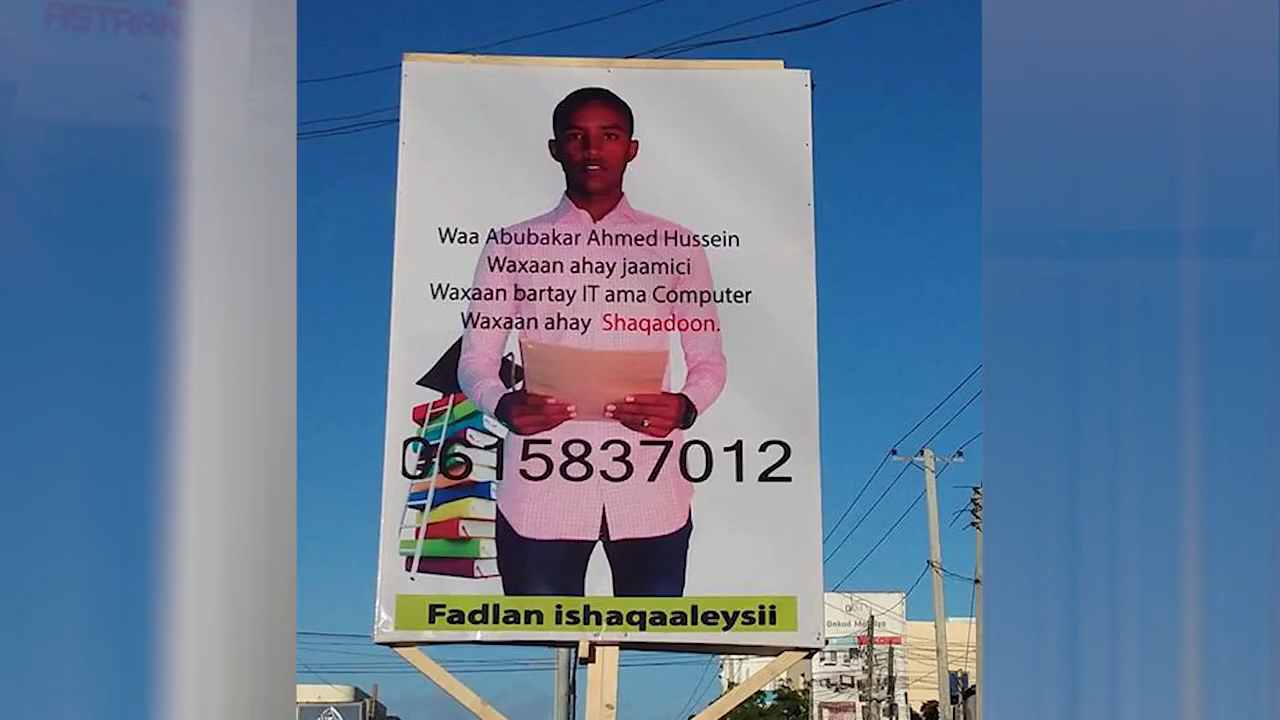 Waa Abubakar Ahmed Hussein
Waxaan ahay jaamici
Waxaan bartay IT ama Computer
Waxaan ahay Shaqadoon.
0615837012
Fadlan ishaqaaleysii